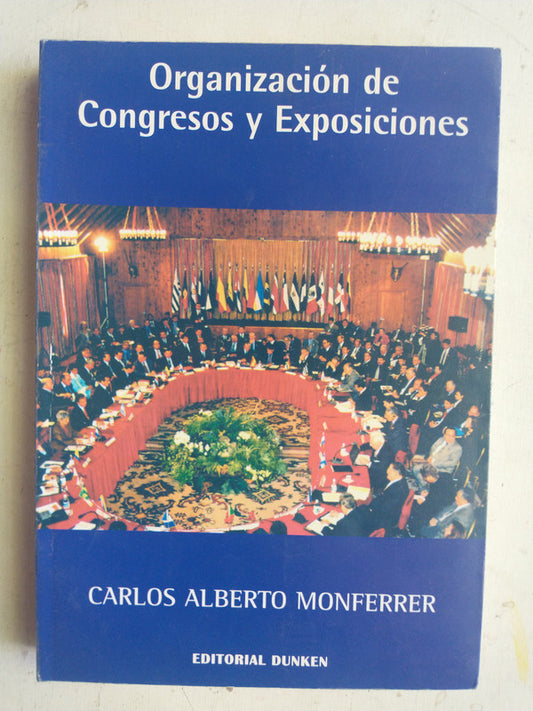 Organización de
Congresos y Exposiciones
CARLOS ALBERTO MONFERRER
EDITORIAL DUNKEN